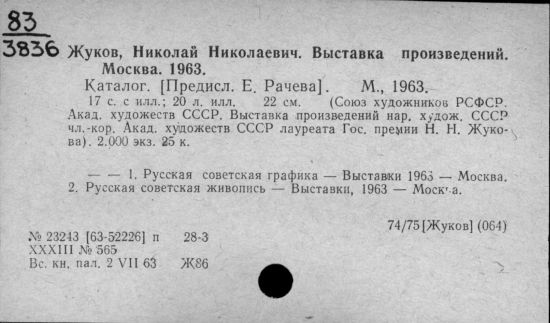 83
3836
Жуков, Николай Николаевич. Выставка произведений.
Москва. 1963.
Каталог. [Предисл. Е. Рачева]. М., 1963.
17 с. с илл.; 20 л. илл. 22 см. (Союз художников РСФСР.
Акад. художеств СССР. Выставка произведений нар. худож. СССР
чл.-кор. Акад. художеств СССР лауреата Гос. премии Н. Н. Жуко-
ва). 2.000 экз. 25 к.
— — 1. Русская советская графика — Выставки 1963 — Москва.
2. Русская советская живопись — Выставки, 1963 — Москва.
74/75[Жуков] (064)
№ 23243 [63-52226] п 28-3
XXXIII № 565
Вс. кн. пал. 2 VII 63 Ж86